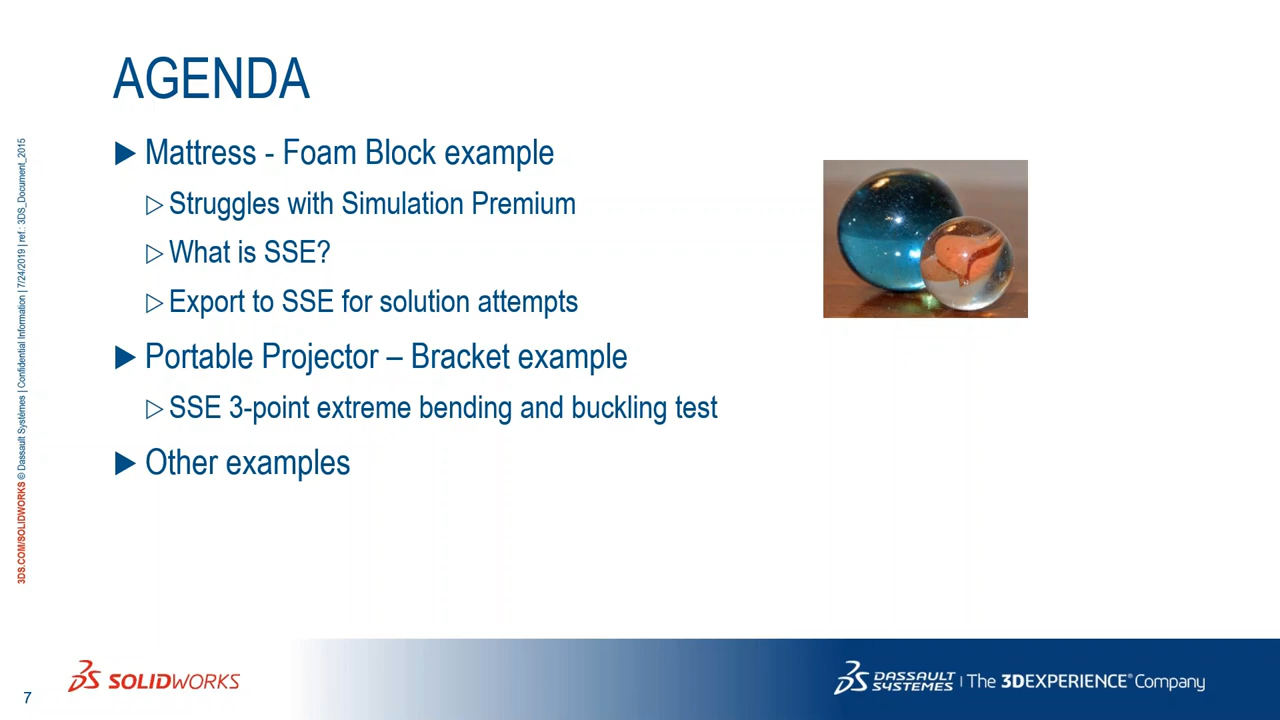 AGENDA
Mattress - Foam Block example
Struggles with Simulation Premium
What is SSE?
Export to SSE for solution attempts
Portable Projector – Bracket example
SSE 3-point extreme bending and buckling test
Other examples
3DS.COM/SOLIDWORKS © Dassault Systèmes | Confidential Information | 7/24/2019 | ref.: 3DS_Document_2015
7
SOLIDWORKS
DASSAULT SYSTEMES | The 3DEXPERIENCE® Company